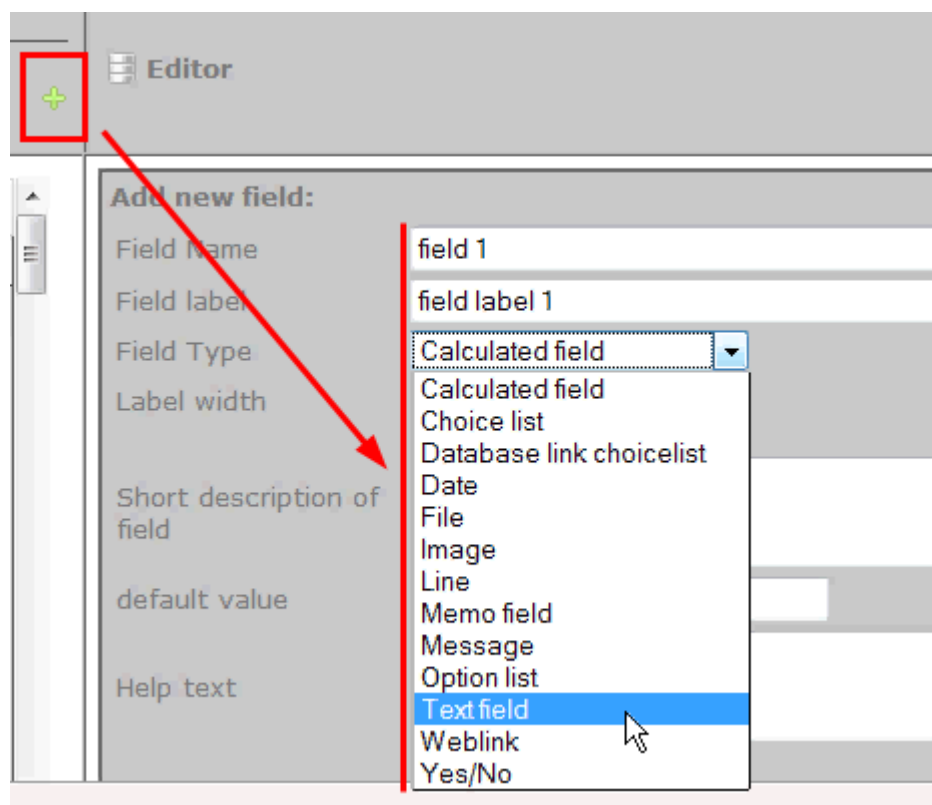 Editor
Add new field:
Field Name
field 1
Field label
field label 1
Field Type
Calculated field
Label width
Calculated field
Choice list
Database link choicelist
Date
File
Image
Line
Memo field
Message
Option list
Text field
Weblink
Yes/No
Short description of
field
default value
Help text